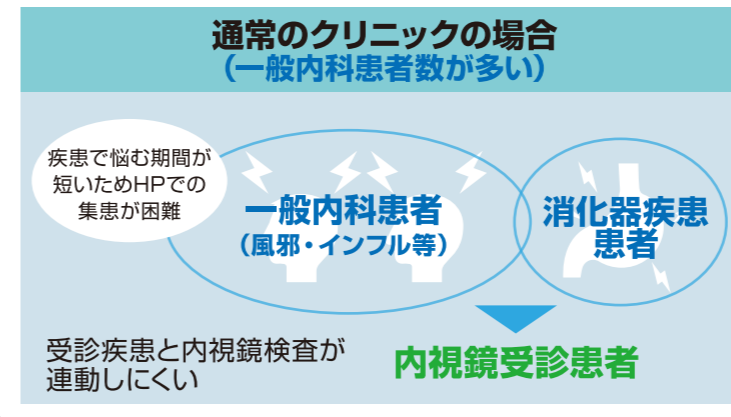 通常のクリニックの場合
（一般内科患者数が多い）
疾患で悩む期間が
短いためHPでの
集患が困難
一般内科患者
（風邪・インフル等）
消化器疾患
患者
受診疾患と内視鏡検査が
連動しにくい
内視鏡受診患者